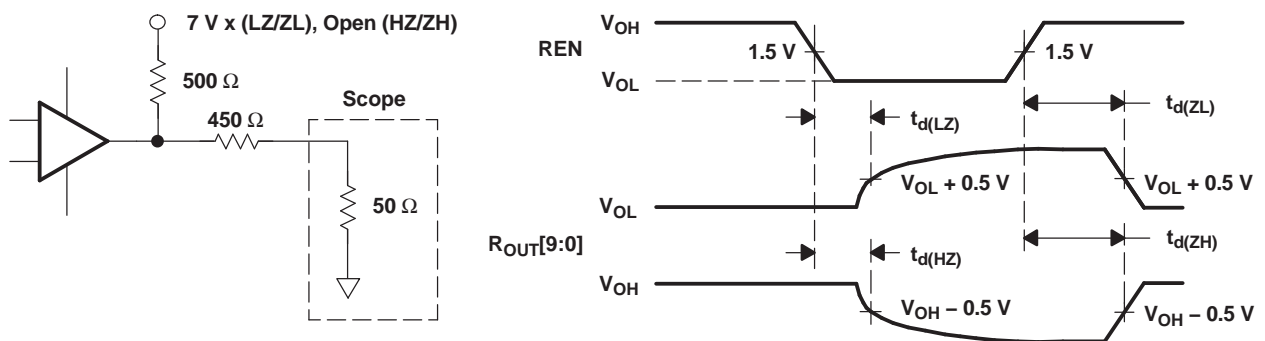 7 V x (LZ/ZL), Open (HZ/ZH)
500 Ω
450 Ω
Scope
50 Ω
REN
V_OH
1.5 V
1.5 V
V_OL
t_d(LZ)
t_d(ZL)
V_OL + 0.5 V
V_OL + 0.5 V
V_OL
R_OUT[9:0]
t_d(HZ)
t_d(ZH)
V_OH
V_OH – 0.5 V
V_OH – 0.5 V